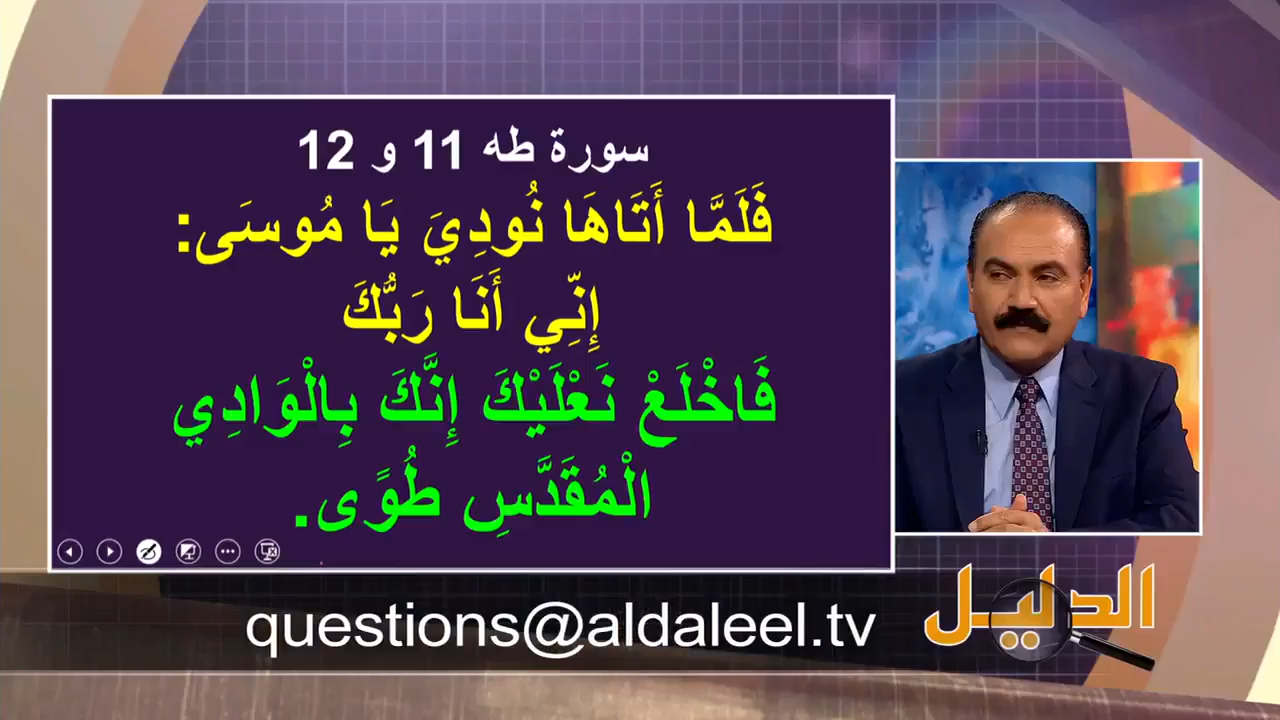 سورة طه 11 و 12
فَلَمَّا أَتَاهَا نُودِيَ يَا مُوسَى:
إِنِّي أَنَا رَبُّكَ
فَاخْلَعْ نَعْلَيْكَ إِنَّكَ بِالْوَادِي
الْمُقَدَّسِ طُوًى.
questions@aldaleel.tv
الدليل